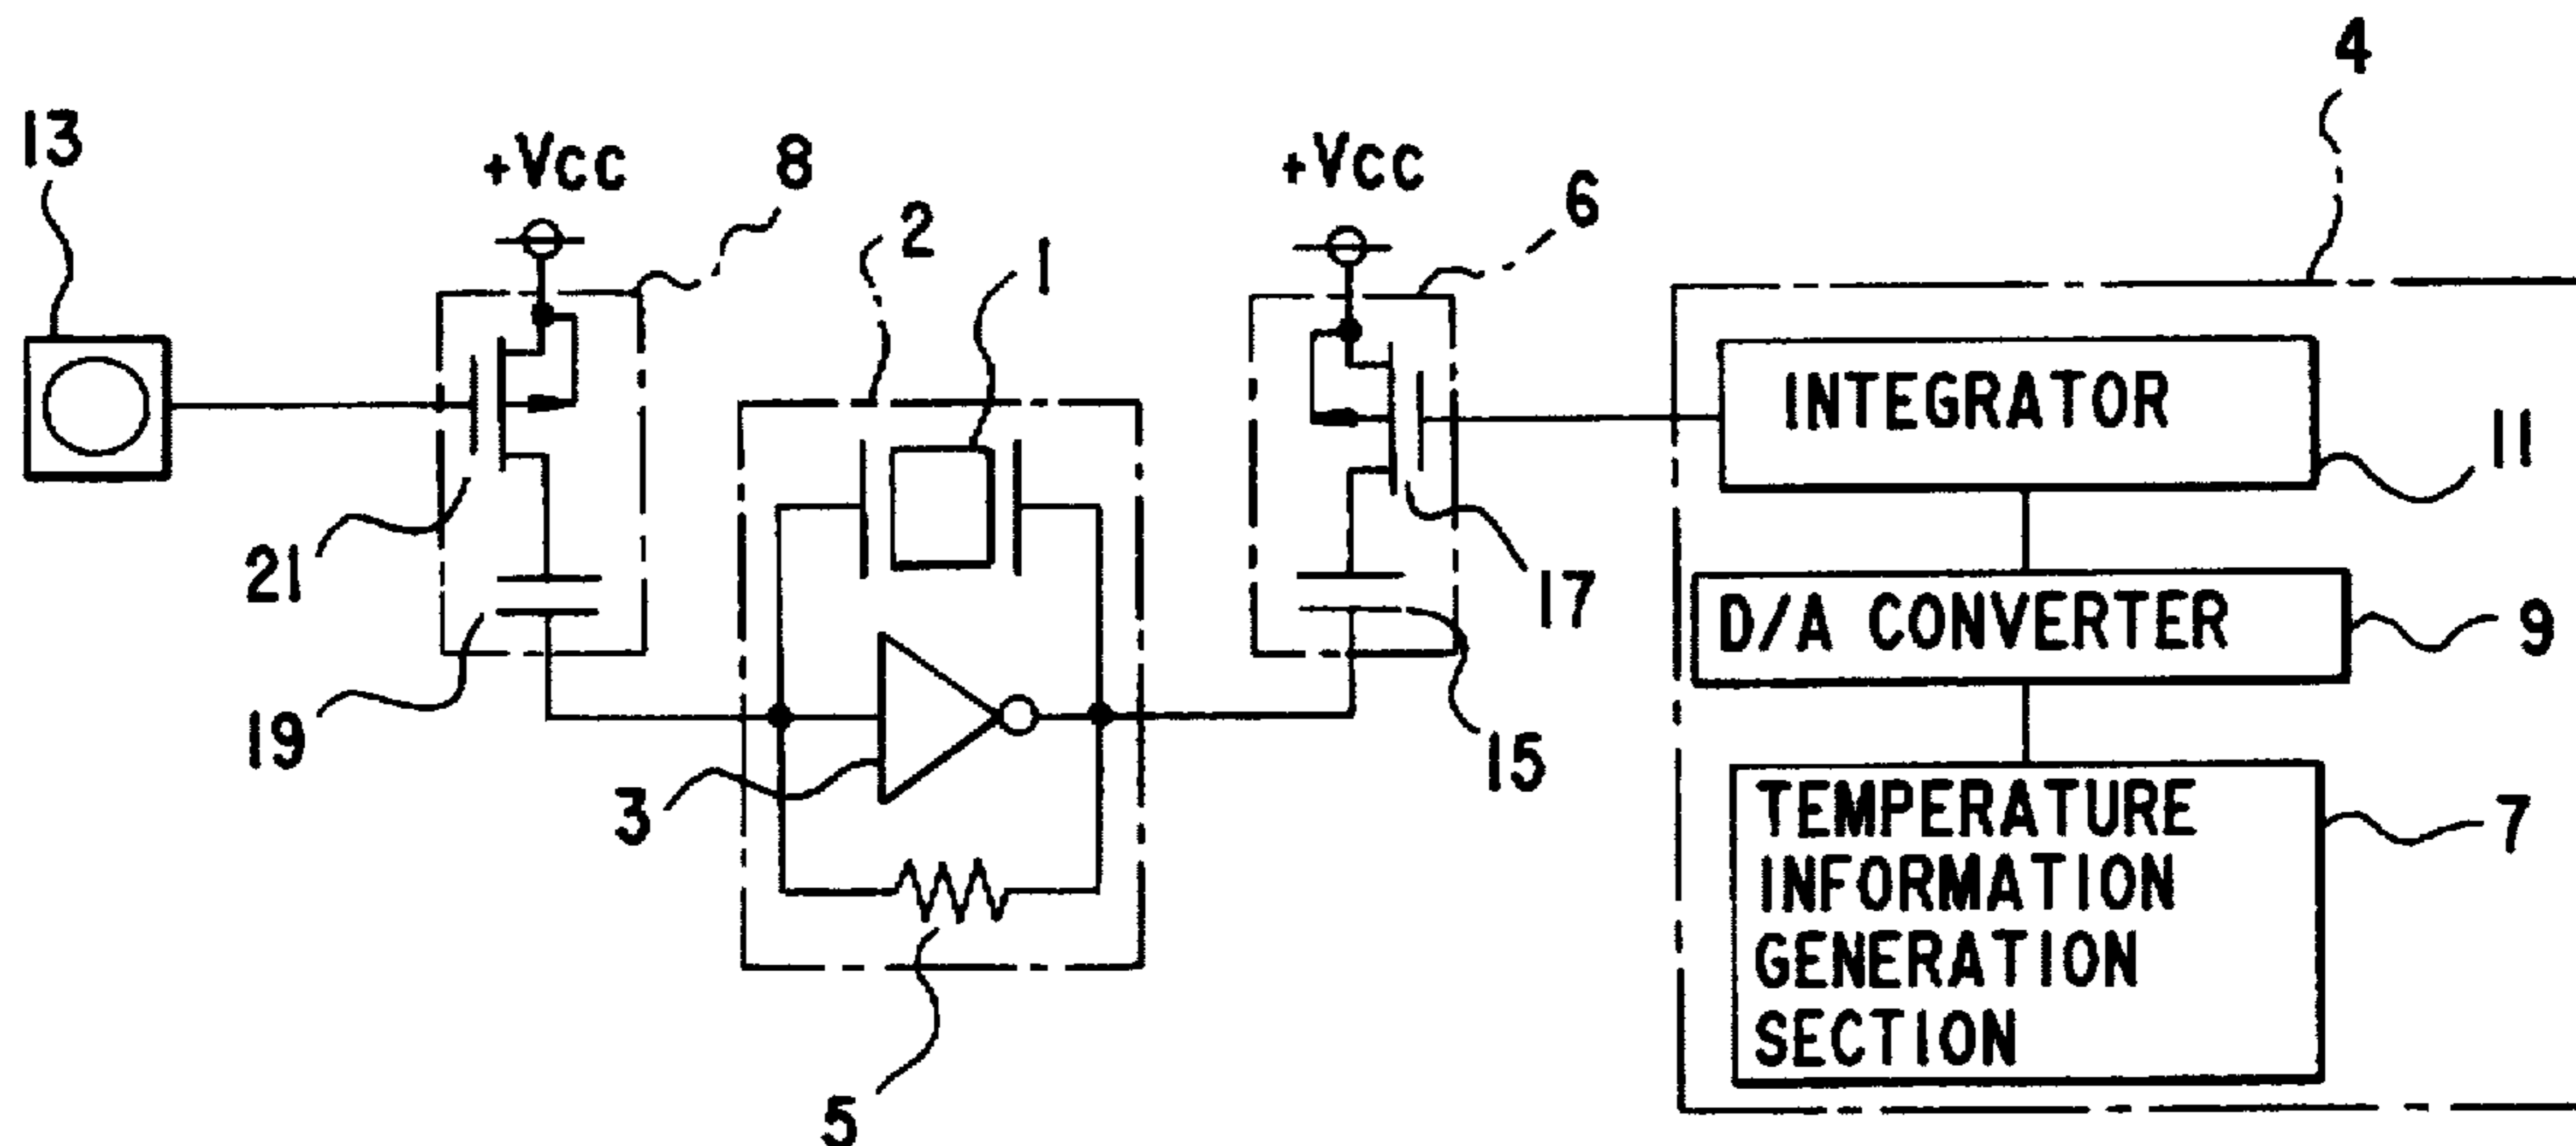 4
13
+Vcc
8
+Vcc
6
2
1
INTEGRATOR
11
21
17
D/A CONVERTER
9
19
15
3
TEMPERATURE
INFORMATION
GENERATION
SECTION
7
5